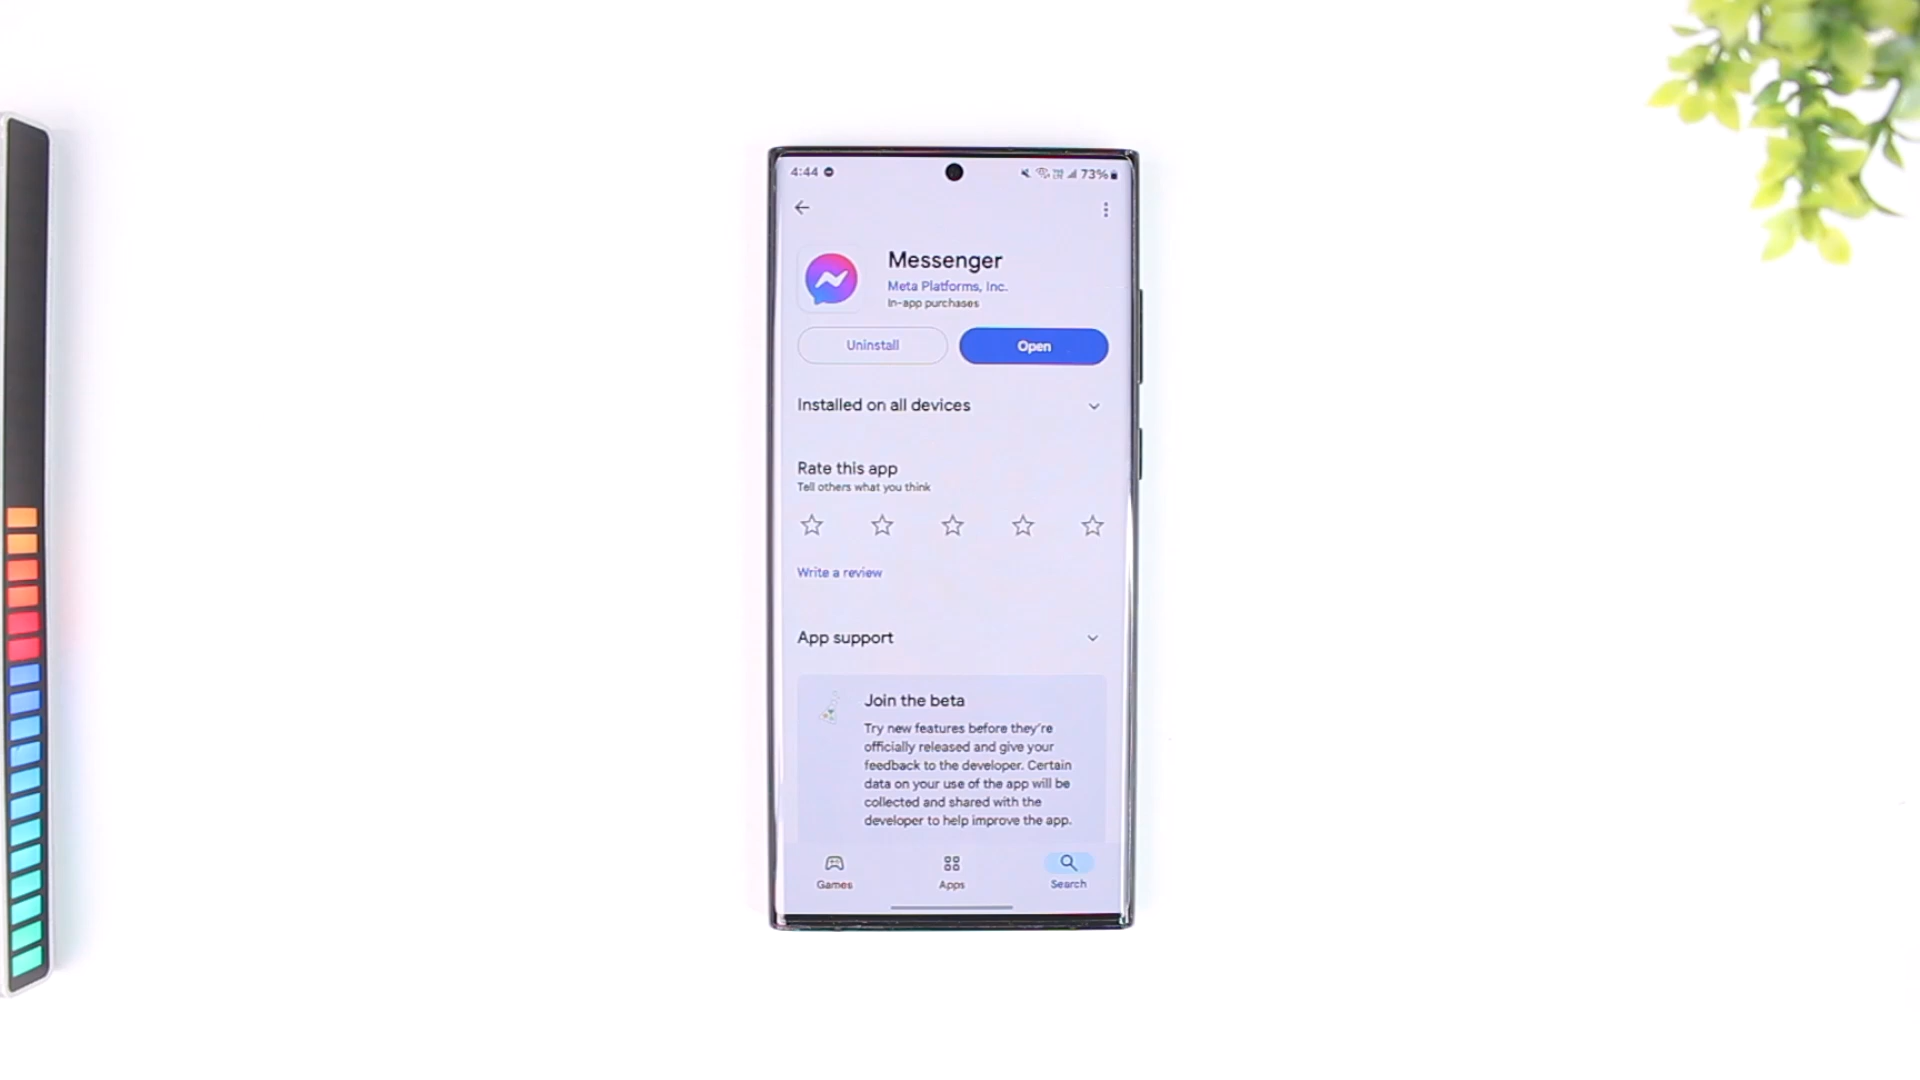 4:44
73%
Messenger
Meta Platforms, Inc.
In-app purchases
Uninstall
Open
Installed on all devices
Rate this app
Tell others what you think
Write a review
App support
Join the beta
Try new features before they're
officially released and give your
feedback to the developer. Certain
data on your use of the app will be
collected and shared with the
developer to help improve the app.
Games
Apps
Search